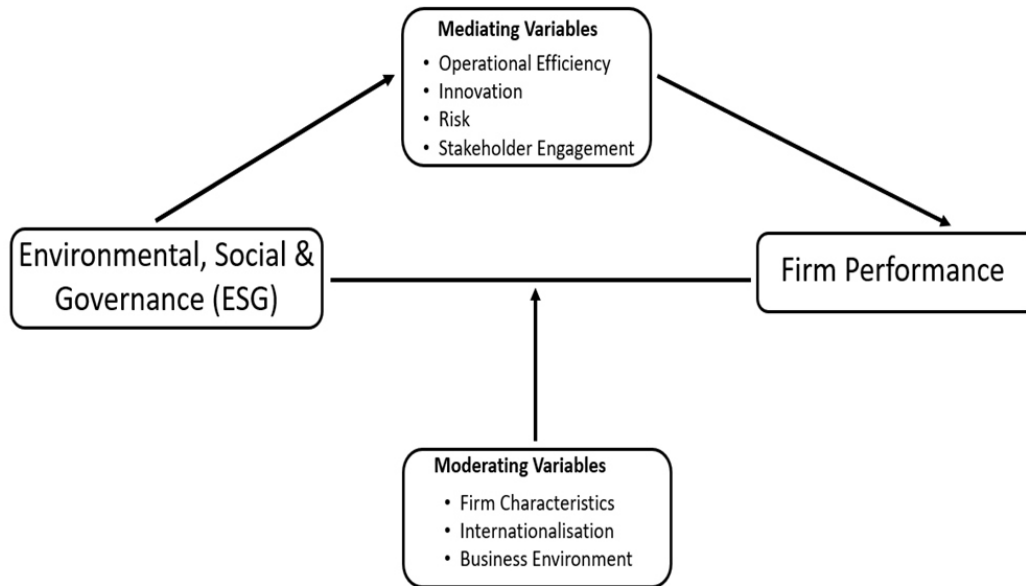 Mediating Variables
• Operational Efficiency
• Innovation
• Risk
• Stakeholder Engagement
Environmental, Social &
Governance (ESG)
Firm Performance
Moderating Variables
• Firm Characteristics
• Internationalisation
• Business Environment